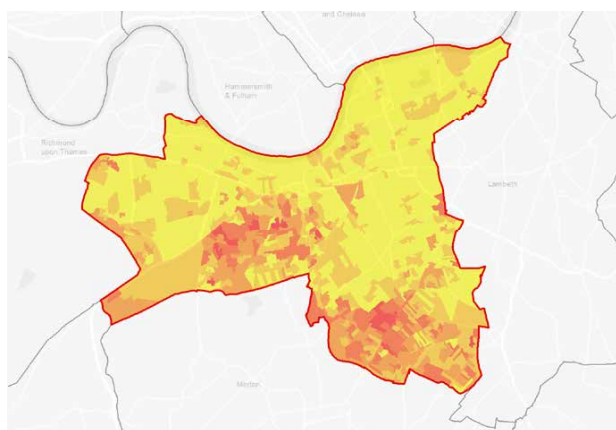 and Chelsea
Hammersmith
& Fulham
Richmond
upon Thames
Lambeth
Merton